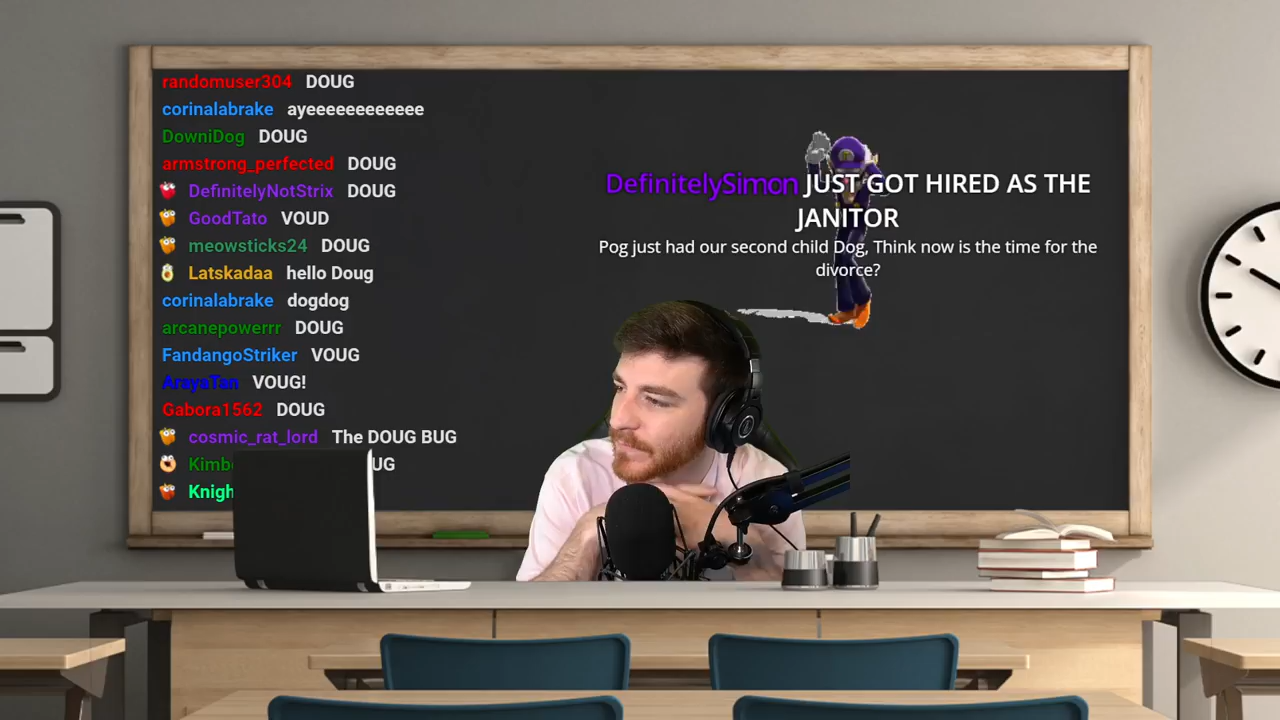 randomuser304 DOUG
corinalabrake ayeeeeeeeeeeee
DowniDog DOUG
armstrong_perfected DOUG
DefinitelyNotStrix DOUG
GoodTato VOUD
meowsticks24 DOUG
Latskadaa hello Doug
corinalabrake dogdog
arcanepowerrr DOUG
FandangoStriker VOUG
ArayaTan VOUG!
Gabora1562 DOUG
cosmic_rat_lord The DOUG BUG
DefinitelySimon JUST GOT HIRED AS THE
JANITOR
Pog just had our second child Dog, Think now is the time for the
divorce?